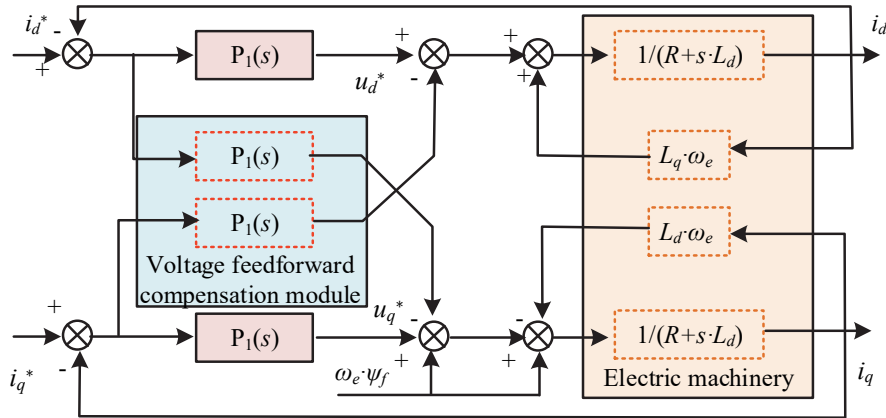 i_d^* - + P₁(s) + u_d^* - + + 1/(R+s·L_d) i_d
P₁(s) L_q·ω_e
P₁(s) L_d·ω_e
Voltage feedforward
compensation module
i_q^* + - P₁(s) u_q^* - + - + 1/(R+s·L_d) i_q
ω_e·ψ_f Electric machinery